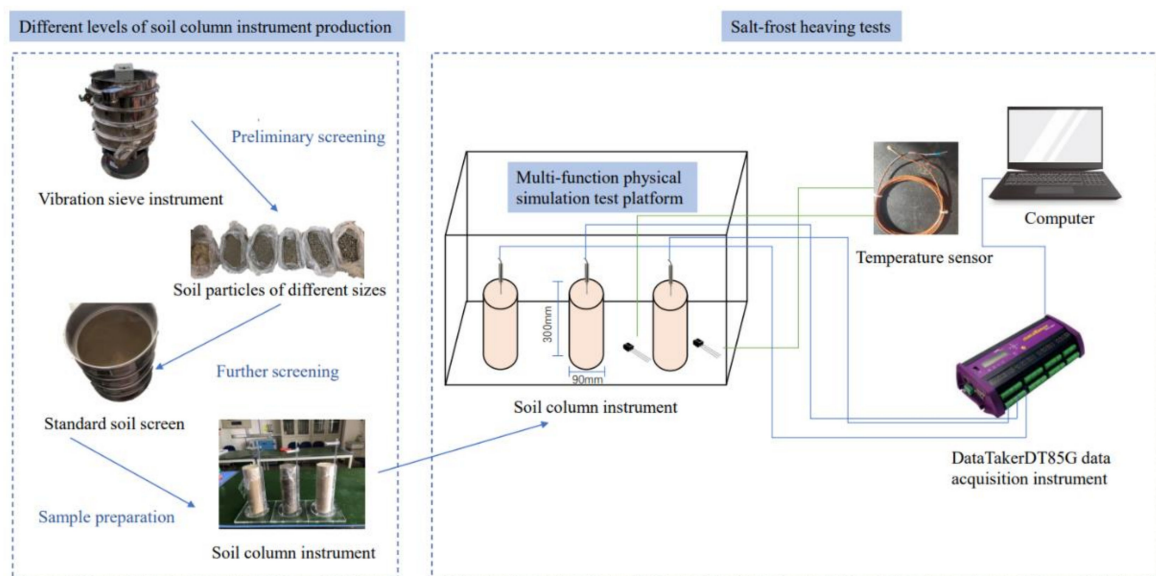 Different levels of soil column instrument production
Vibration sieve instrument
Preliminary screening
Soil particles of different sizes
Further screening
Standard soil screen
Sample preparation
Soil column instrument
Salt-frost heaving tests
Multi-function physical
simulation test platform
300mm
90mm
Soil column instrument
Temperature sensor
Computer
DataTakerDT85G data
acquisition instrument